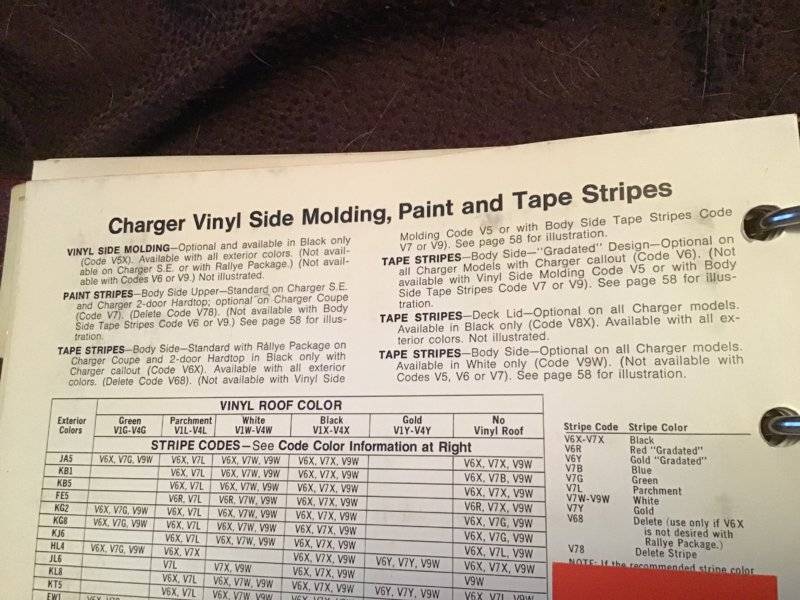 Charger Vinyl Side Molding, Paint and Tape Stripes
VINYL SIDE MOLDING—Optional and available in Black only
(Code V5X). Available with all exterior colors. (Not avail-
able on Charger S.E. or with Rallye Package.) (Not avail-
able with Codes V6 or V9.) Not illustrated.
PAINT STRIPES—Body Side Upper—Standard on Charger S.E.
and Charger 2-door Hardtop; optional on Charger Coupe
(Code V7). (Delete Code V78). (Not available with Body
Side Tape Stripes Code V6 or V9.) See page 58 for illus-
tration.
TAPE STRIPES—Body Side—Standard with Rallye Package on
Charger Coupe and 2-door Hardtop in Black only with
Charger callout (Code V6X). Available with all exterior
colors. (Delete Code V68). (Not available with Vinyl Side
Molding Code V5 or with Body Side Tape Stripes Code
V7 or V9). See page 58 for illustration.
TAPE STRIPES—Body Side—"Gradated" Design—Optional on
all Charger Models with Charger callout (Code V6). (Not
available with Vinyl Side Molding Code V5 or with Body
Side Tape Stripes Code V7 or V9). See page 58 for illus-
tration.
TAPE STRIPES—Deck Lid—Optional on all Charger models.
Available in Black only (Code V8X). Available with all ex-
terior colors. Not illustrated.
TAPE STRIPES—Body Side—Optional on all Charger models.
Available in White only (Code V9W). (Not available with
Codes V5, V6 or V7). See page 58 for illustration.
VINYL ROOF COLOR
Exterior Colors Green V1G-V4G Parchment V1L-V4L White V1W-V4W Black V1X-V4X Gold V1Y-V4Y No Vinyl Roof
STRIPE CODES—See Code Color Information at Right
JA5 V6X, V7G, V9W V6X, V7L V6X, V7W, V9W V6X, V7X, V9W V6X, V7X, V9W
KB1 V6X, V7L V6X, V7W, V9W V6X, V7X, V9W V6X, V7B, V9W
KB5 V6X, V7L V6X, V7W, V9W V6X, V7X, V9W V6X, V7X, V9W
FE5 V6R, V7L V6R, V7W, V9W V6X, V7X, V9W V6R, V7X, V9W
KG2 V6X, V7G, V9W V6X, V7L V6X, V7W, V9W V6X, V7X, V9W V6X, V7G, V9W
KG8 V6X, V7G, V9W V6X, V7L V6X, V7W, V9W V6X, V7X, V9W V6X, V7G, V9W
KJ6 V6X, V7L V6X, V7W, V9W V6X, V7X, V9W V6X, V7L, V9W
HL4 V6X, V7G, V9W V6X, V7X V6X, V7X, V9W V6Y, V7Y, V9W V6X, V7X, V9W
JL6 V7L V7X, V9W V6X, V7X, V9W V9W
KL8 V6X, V7L V6X, V7W, V9W V6X, V7X, V9W
KT5 V6X, V7L V6X, V7W, V9W V6X, V7X, V9W V6Y, V7Y, V9W V6X, V7L, V9W
EW1
Stripe Code Stripe Color
V6X-V7X Black
V6R Red "Gradated"
V6Y Gold "Gradated"
V7B Blue
V7G Green
V7L Parchment
V7W-V9W White
V7Y Gold
V68 Delete (use only if V6X
is not desired with
Rallye Package.)
V78 Delete Stripe
NOTE: If the recommended stripe color